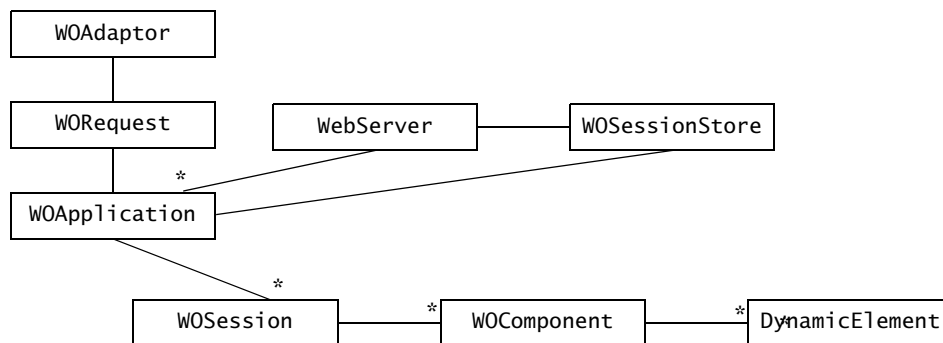 WOAdaptor
WORequest
WebServer
WOSessionStore
*
WOApplication
*
WOSession
*
WOComponent
*
DynamicElement
*